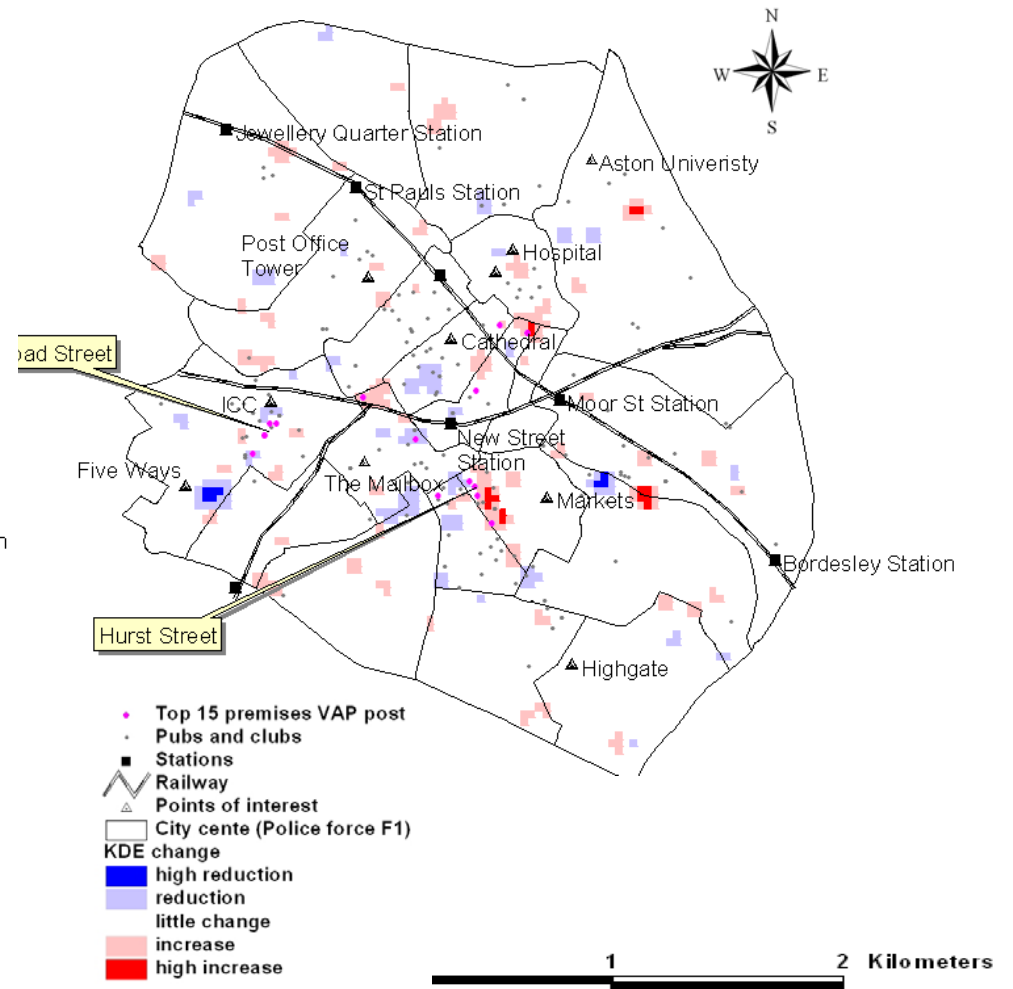 N
W
E
S
Jewellery Quarter Station
Aston Univeristy
St Pauls Station
Post Office
Tower
Hospital
oad Street
Cathedral
ICC
Moor St Station
New Street
Station
Five Ways
The Mailbox
Markets
n
Bordesley Station
Hurst Street
Highgate
Top 15 premises VAP post
Pubs and clubs
Stations
Railway
Points of interest
City cente (Police force F1)
KDE change
high reduction
reduction
little change
increase
high increase
1
2
Kilometers